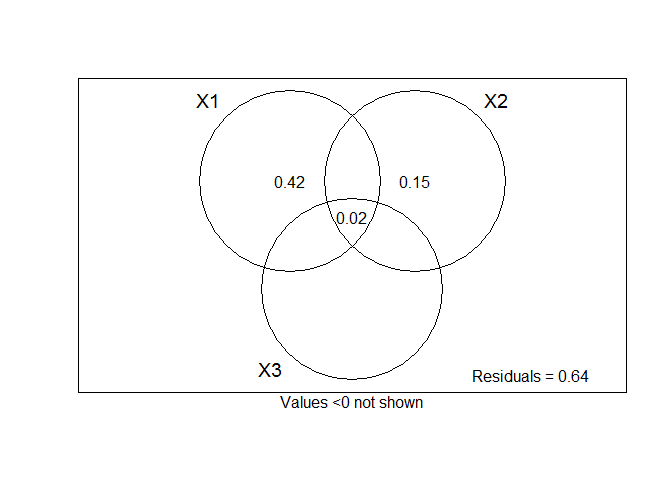 X1
X2
0.42
0.15
0.02
X3
Residuals = 0.64
Values <0 not shown